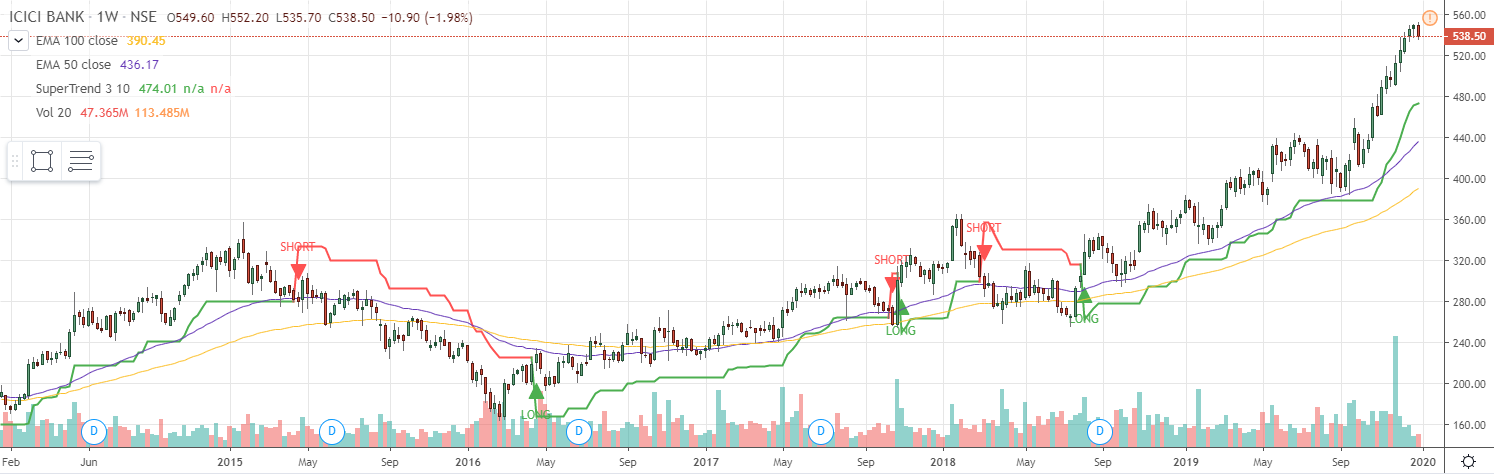 ICICI BANK · 1W · NSE O549.60 H552.20 L535.70 C538.50 −10.90 (−1.98%)
EMA 100 close 390.45
EMA 50 close 436.17
SuperTrend 3 10 474.01 n/a n/a
Vol 20 47.365M 113.485M
560.00
!
538.50
520.00
480.00
440.00
400.00
360.00
320.00
280.00
240.00
200.00
160.00
SHORT
LONG
SHORT
LONG
SHORT
LONG
D D D D D
Feb Jun 2015 May Sep 2016 May Sep 2017 May Sep 2018 May Sep 2019 May Sep 2020